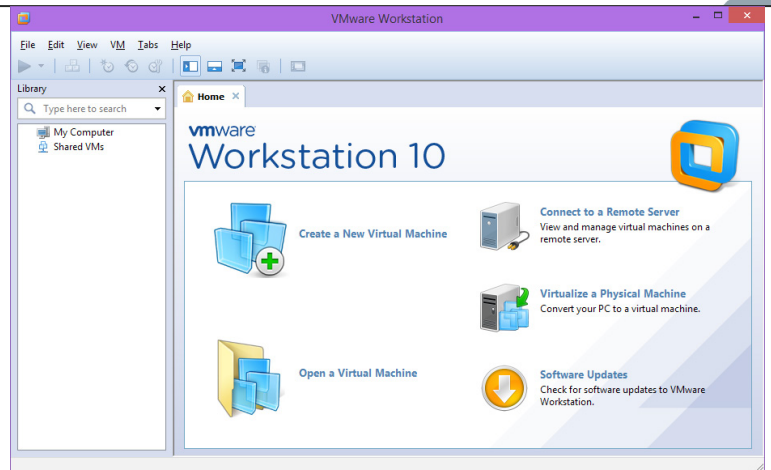 VMware Workstation
File Edit View VM Tabs Help
Library
Home
Type here to search
My Computer
Shared VMs
vmware
Workstation 10
Create a New Virtual Machine
Connect to a Remote Server
View and manage virtual machines on a
remote server.
Virtualize a Physical Machine
Convert your PC to a virtual machine.
Open a Virtual Machine
Software Updates
Check for software updates to VMware
Workstation.